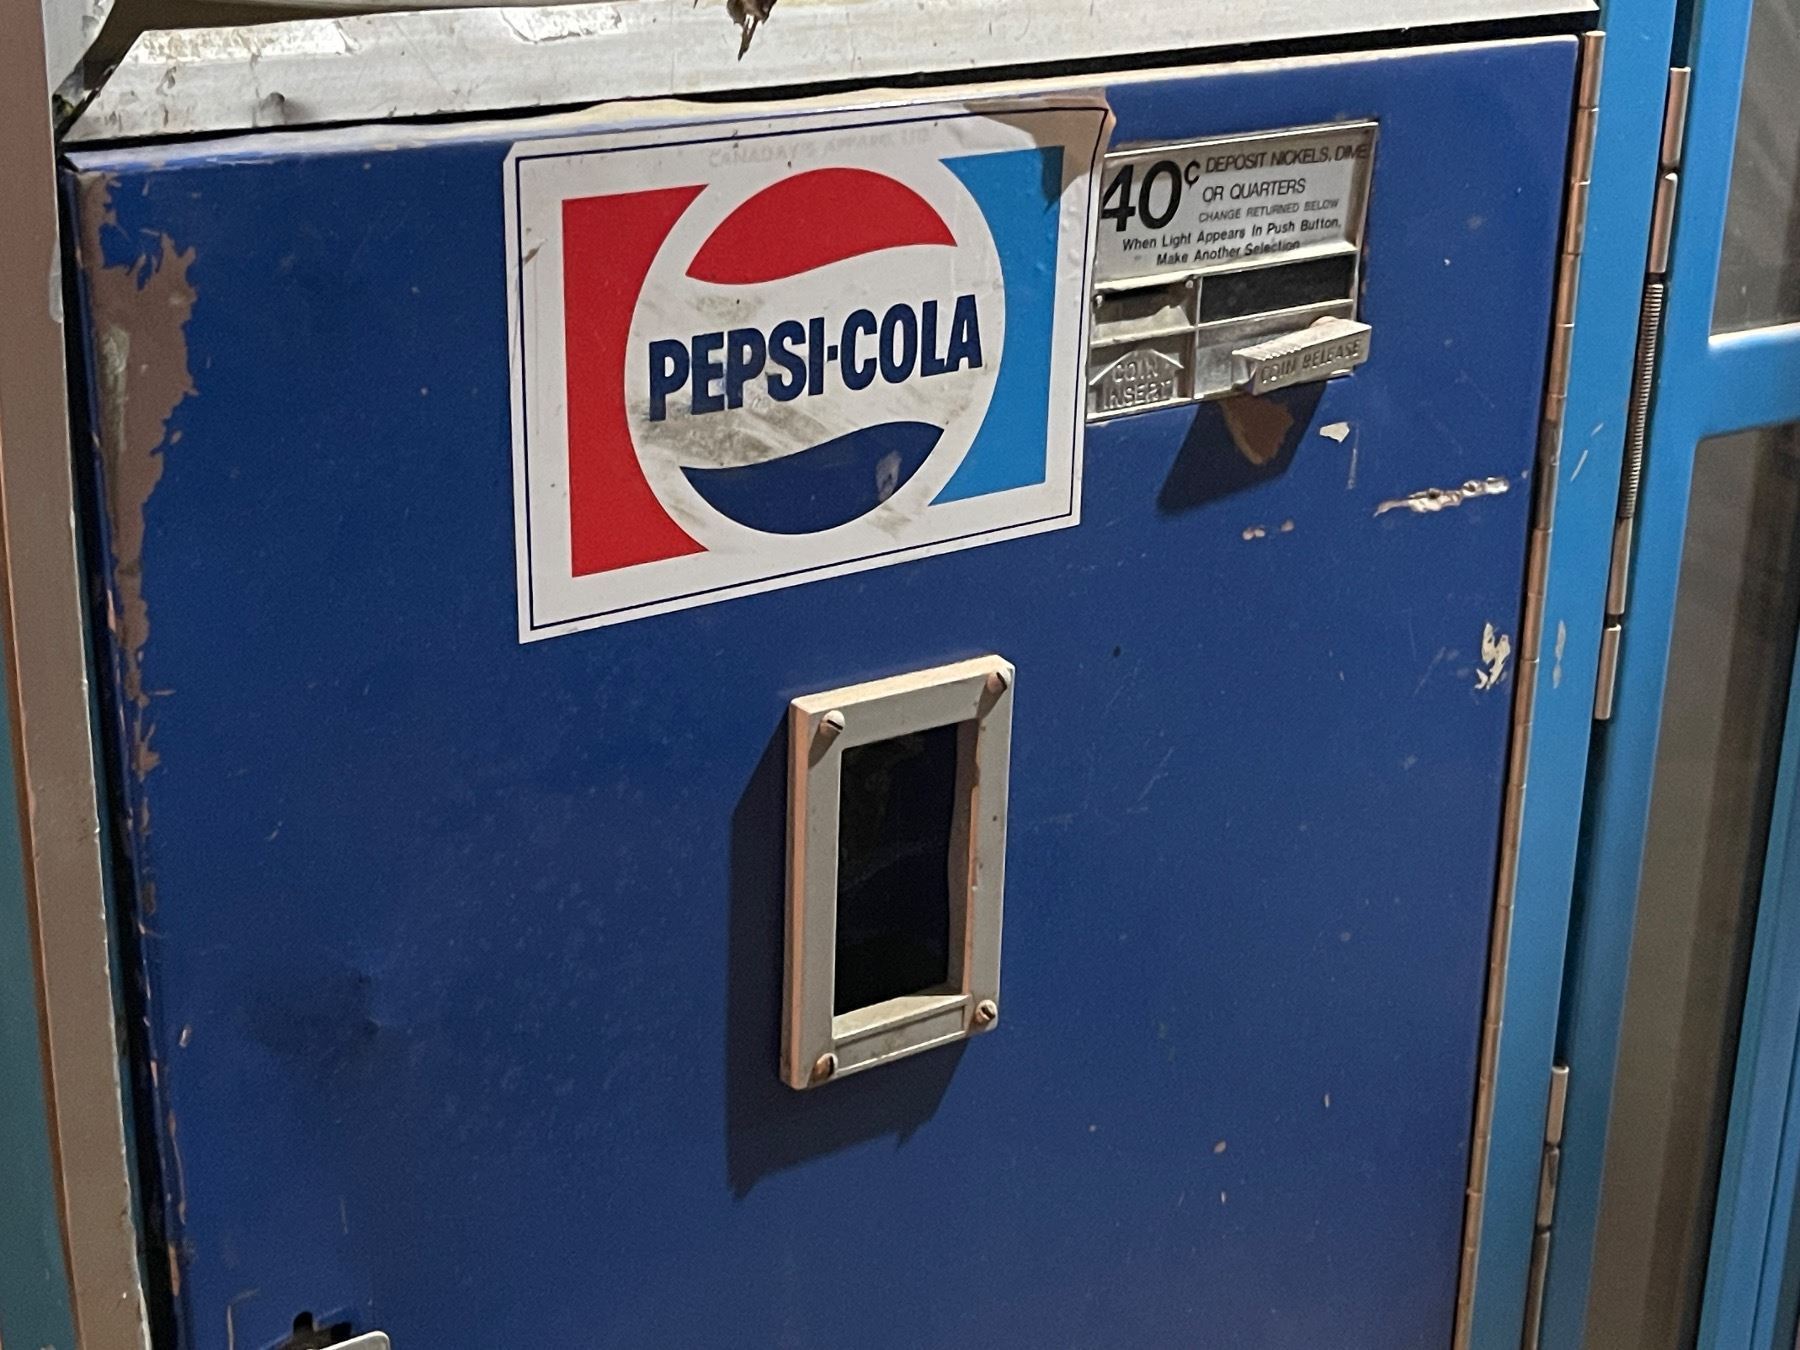 PEPSI-COLA
40¢ DEPOSIT NICKELS, DIME
OR QUARTERS
CHANGE RETURNED BELOW
When Light Appears In Push Button,
Make Another Selection
COIN
INSERT
COIN RELEASE